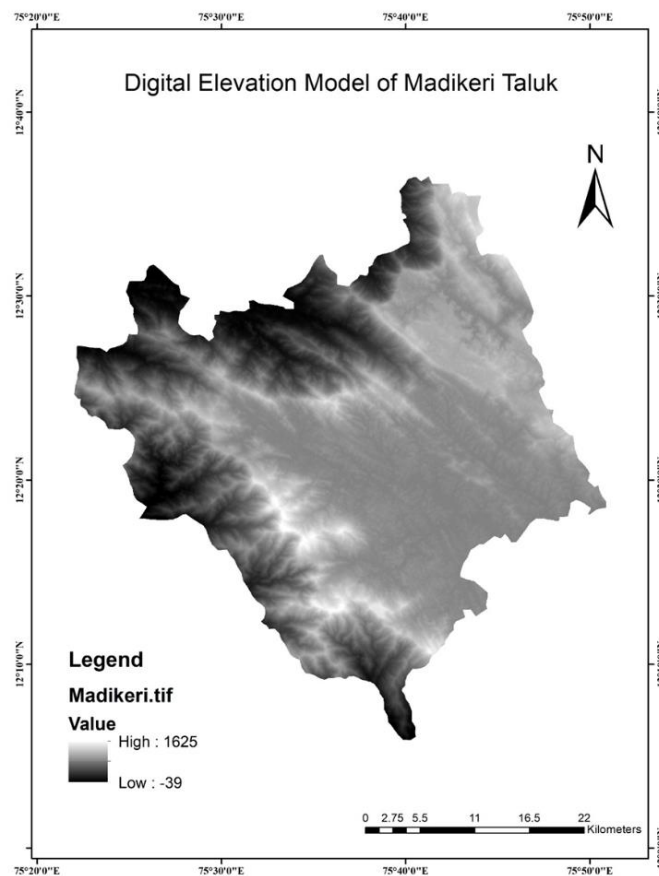 75°20'0"E 75°30'0"E 75°40'0"E 75°50'0"E
Digital Elevation Model of Madikeri Taluk
12°40'0"N
N
12°30'0"N
12°20'0"N
12°10'0"N
Legend
Madikeri.tif
Value
High : 1625
Low : -39
0 2.75 5.5 11 16.5 22
Kilometers
75°20'0"E 75°30'0"E 75°40'0"E 75°50'0"E